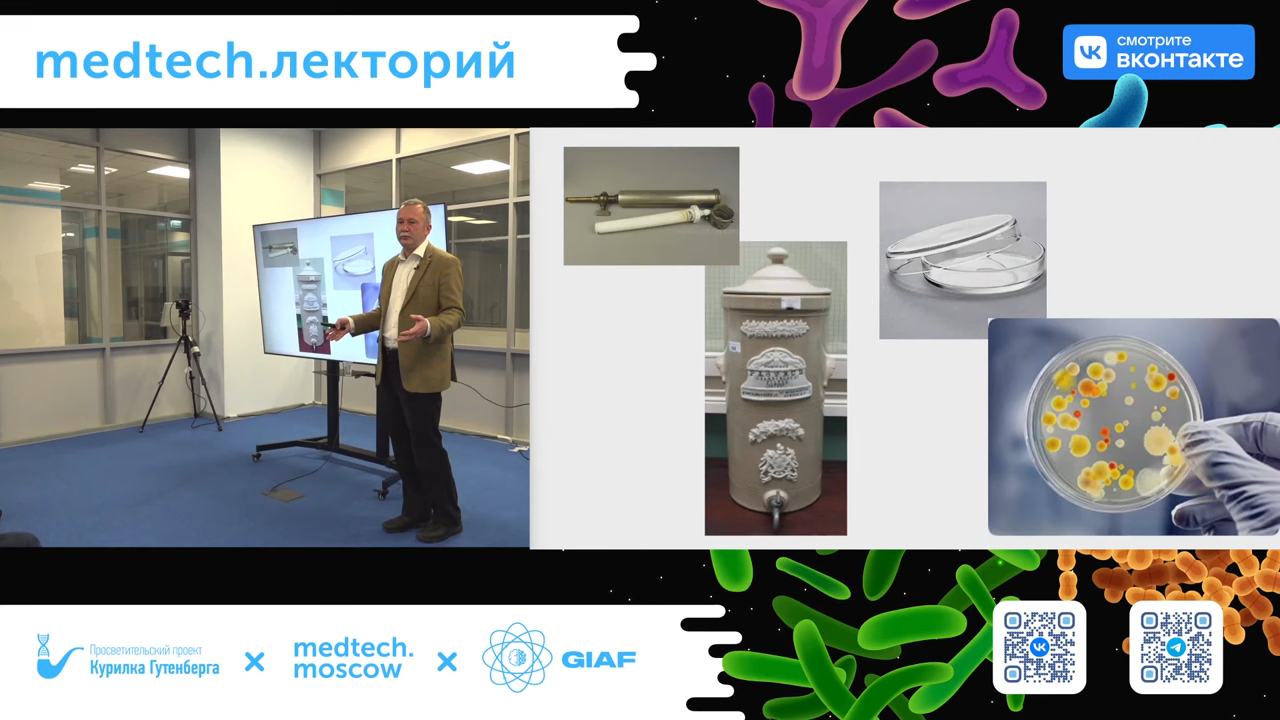 medtech.лекторий
смотрите
вконтакте
Просветительский проект
Курилка Гутенберга
medtech.
moscow
GIAF